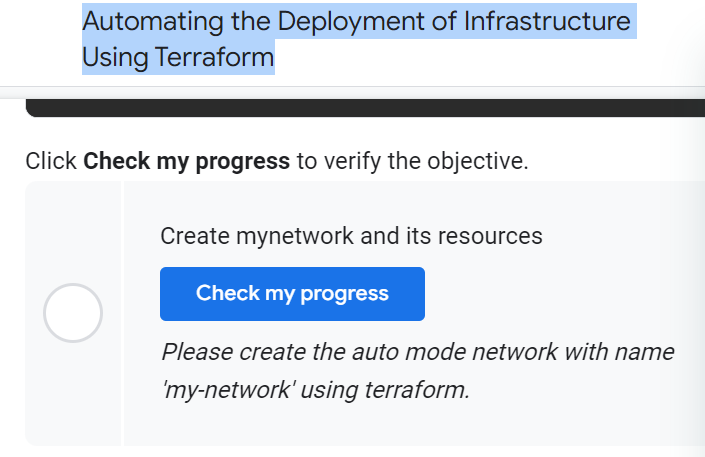 Automating the Deployment of Infrastructure
Using Terraform
Click Check my progress to verify the objective.
Create mynetwork and its resources
Check my progress
Please create the auto mode network with name
'my-network' using terraform.